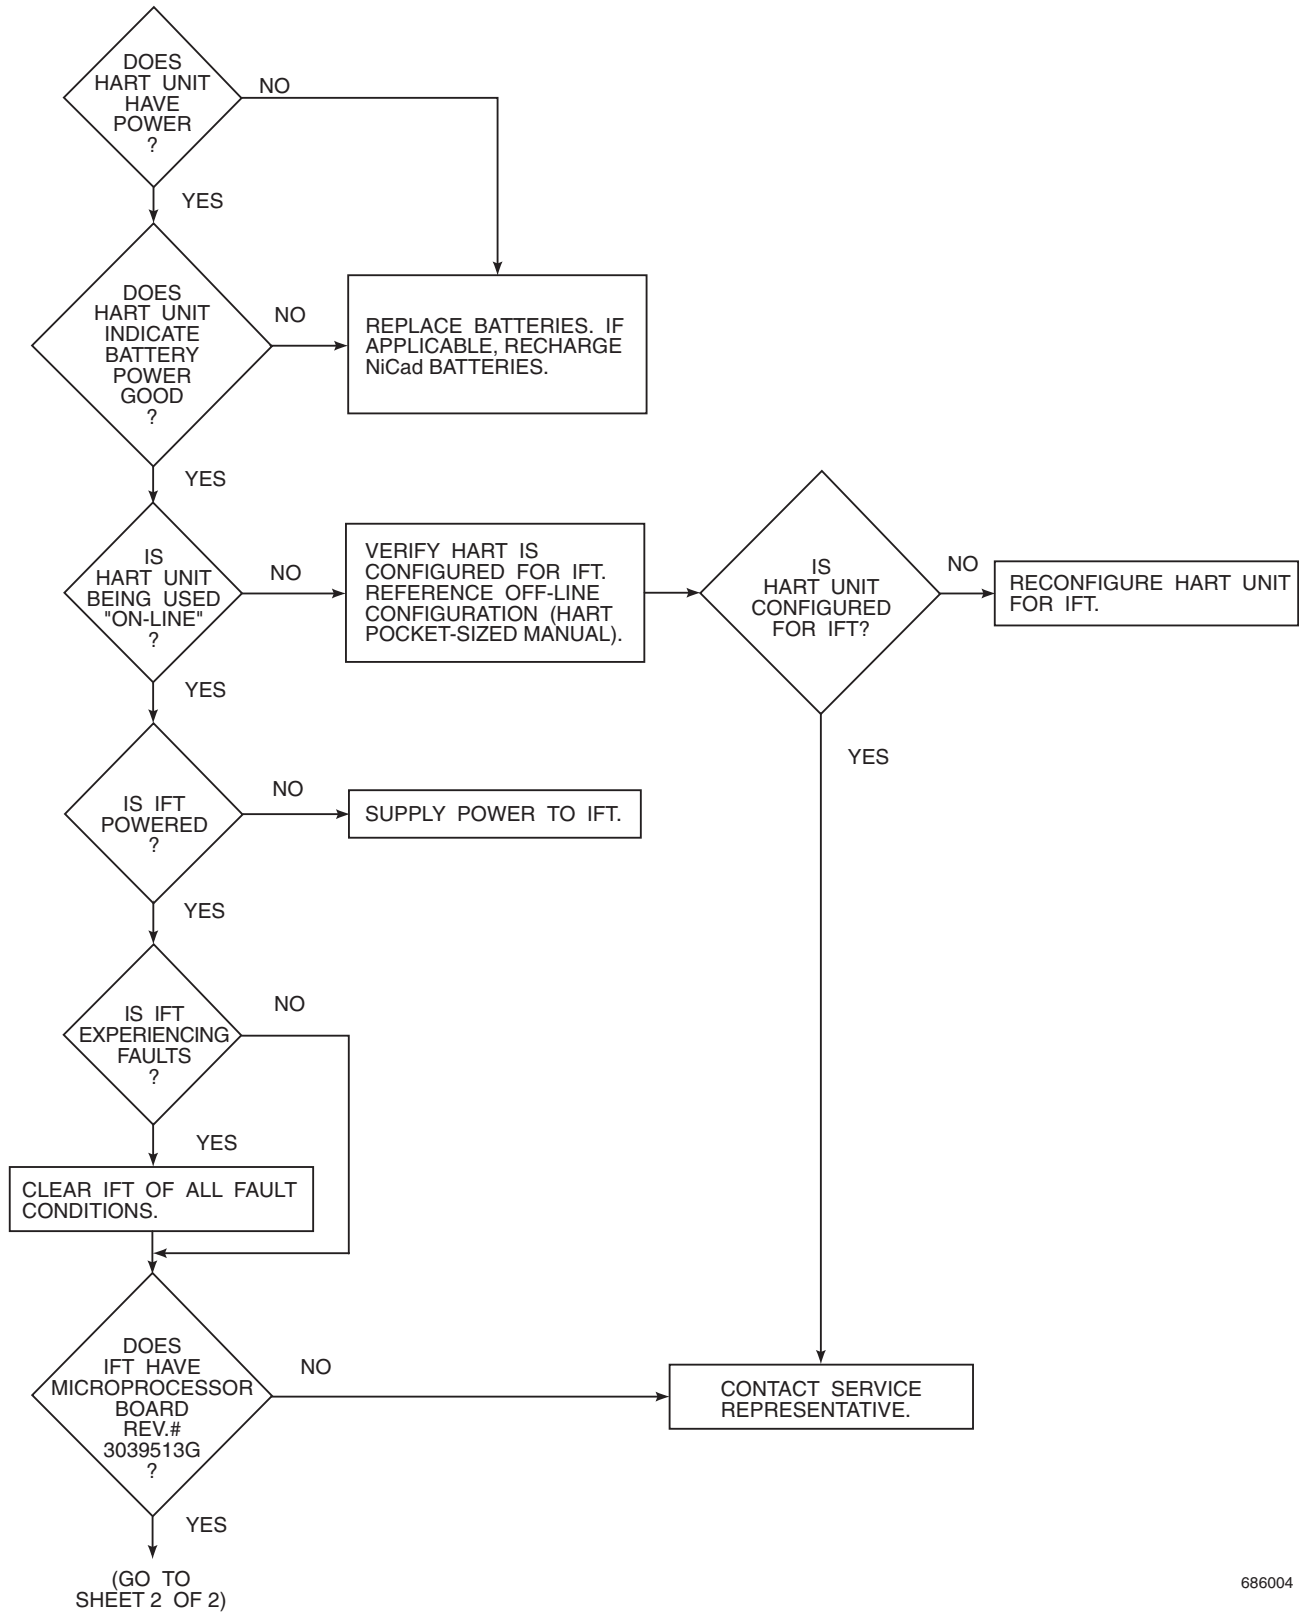 DOES
HART UNIT
HAVE
POWER
?
NO
YES
DOES
HART UNIT
INDICATE
BATTERY
POWER
GOOD
?
NO
REPLACE BATTERIES. IF
APPLICABLE, RECHARGE
NiCad BATTERIES.
YES
IS
HART UNIT
BEING USED
"ON-LINE"
?
NO
VERIFY HART IS
CONFIGURED FOR IFT.
REFERENCE OFF-LINE
CONFIGURATION (HART
POCKET-SIZED MANUAL).
IS
HART UNIT
CONFIGURED
FOR IFT?
NO
RECONFIGURE HART UNIT
FOR IFT.
YES
YES
IS IFT
POWERED
?
NO
SUPPLY POWER TO IFT.
YES
IS IFT
EXPERIENCING
FAULTS
?
NO
YES
CLEAR IFT OF ALL FAULT
CONDITIONS.
DOES
IFT HAVE
MICROPROCESSOR
BOARD
REV.#
3039513G
?
NO
CONTACT SERVICE
REPRESENTATIVE.
YES
(GO TO
SHEET 2 OF 2)
686004